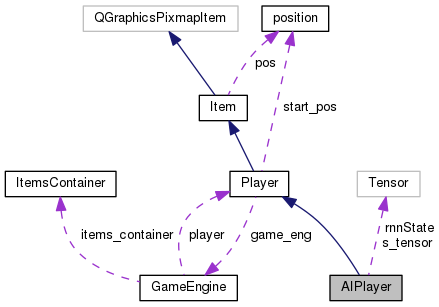 QGraphicsPixmapItem
position
pos
Item
start_pos
ItemsContainer
Player
Tensor
items_container
player
game_eng
rnnState
s_tensor
GameEngine
AIPlayer